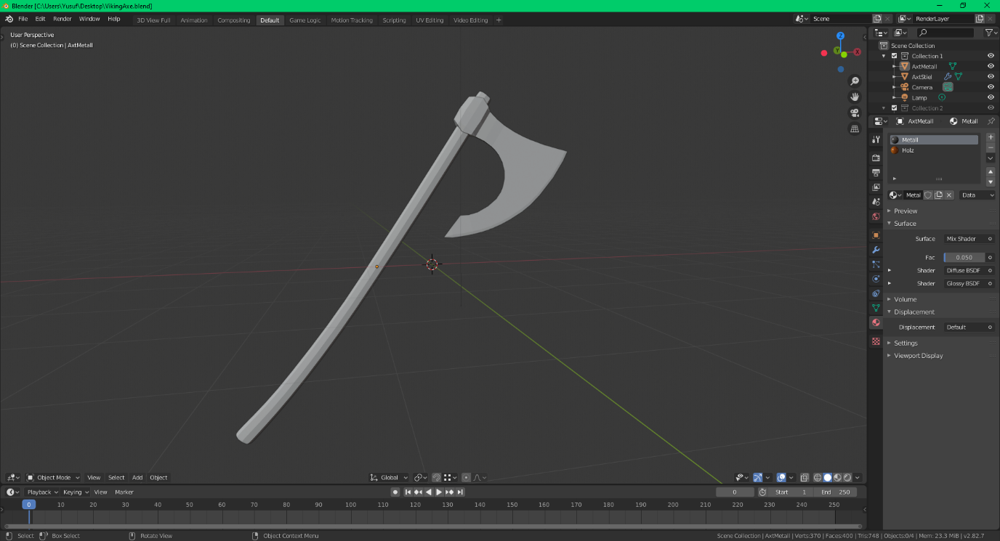 Blender [C:\Users\Yusuf\Desktop\VikingAxe.blend]
File Edit Render Window Help 3D View Full Animation Compositing Default Game Logic Motion Tracking Scripting UV Editing Video Editing + Scene RenderLayer
User Perspective
(0) Scene Collection | AxtMetall
Z
Y X
Scene Collection
Collection 1
AxtMetall
AxtStiel
Camera
Lamp
Collection 2
AxtMetall Metall
Metall
Holz
Metal Data
Preview
Surface
Surface Mix Shader
Fac 0.050
Shader Diffuse BSDF
Shader Glossy BSDF
Volume
Displacement
Displacement Default
Settings
Viewport Display
Object Mode View Select Add Object Global
Playback Keying View Marker 0 Start 1 End 250
0 10 20 30 40 50 60 70 80 90 100 110 120 130 140 150 160 170 180 190 200 210 220 230 240 250
Select Box Select Rotate View Object Context Menu Scene Collection | AxtMetall | Verts:370 | Faces:400 | Tris:748 | Objects:0/4 | Mem: 23.3 MiB | v2.82.7